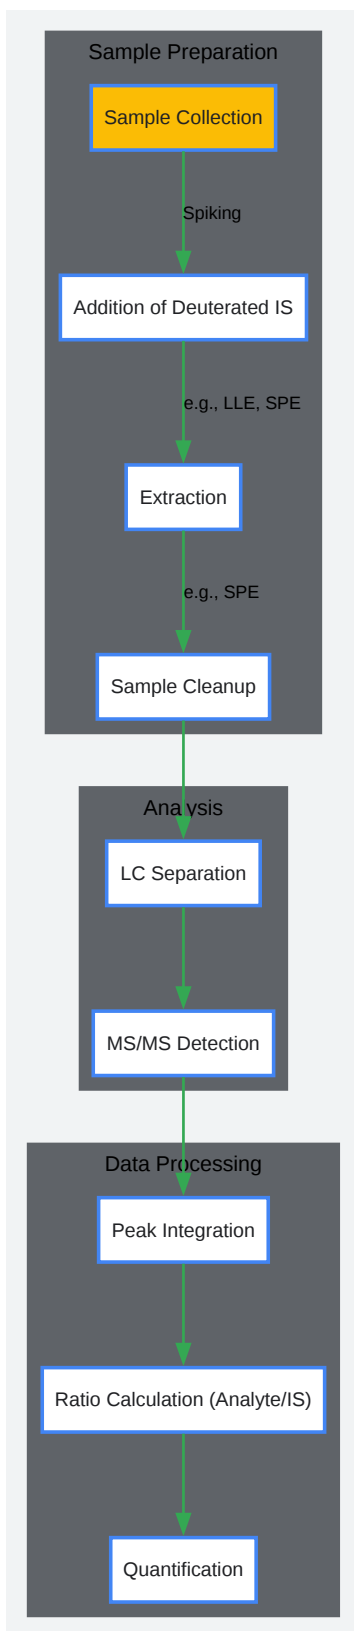 Sample Preparation
Sample Collection
Spiking
Addition of Deuterated IS
e.g., LLE, SPE
Extraction
e.g., SPE
Sample Cleanup
Analysis
LC Separation
MS/MS Detection
Data Processing
Peak Integration
Ratio Calculation (Analyte/IS)
Quantification